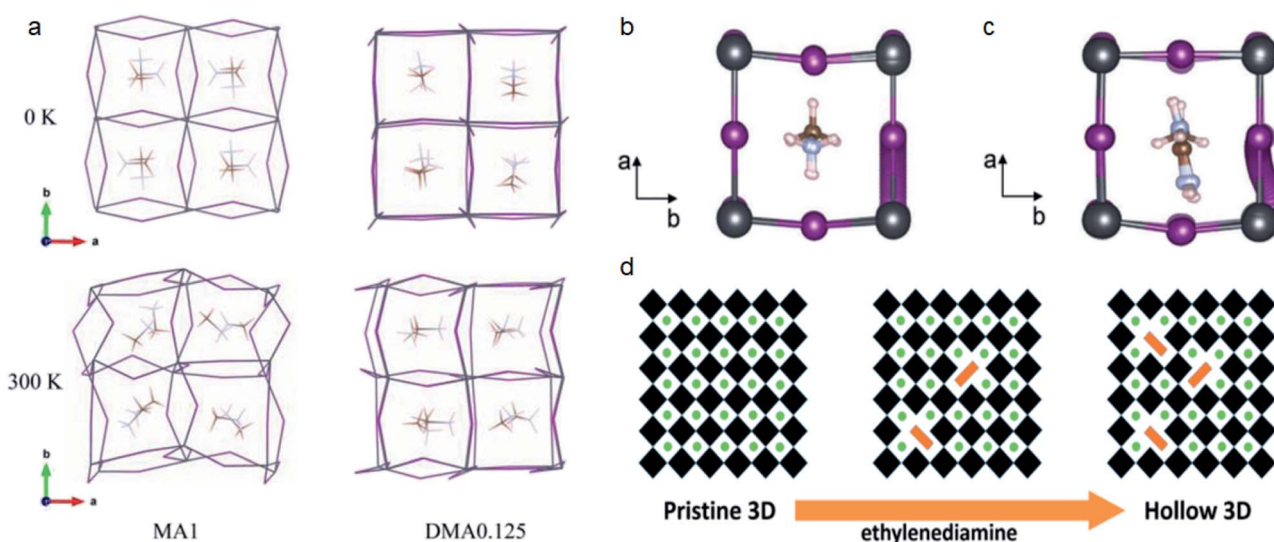 a
0 K
b
a
300 K
b
a
MA1
DMA0.125
b
a
b
c
a
b
d
Pristine 3D
ethylenediamine
Hollow 3D